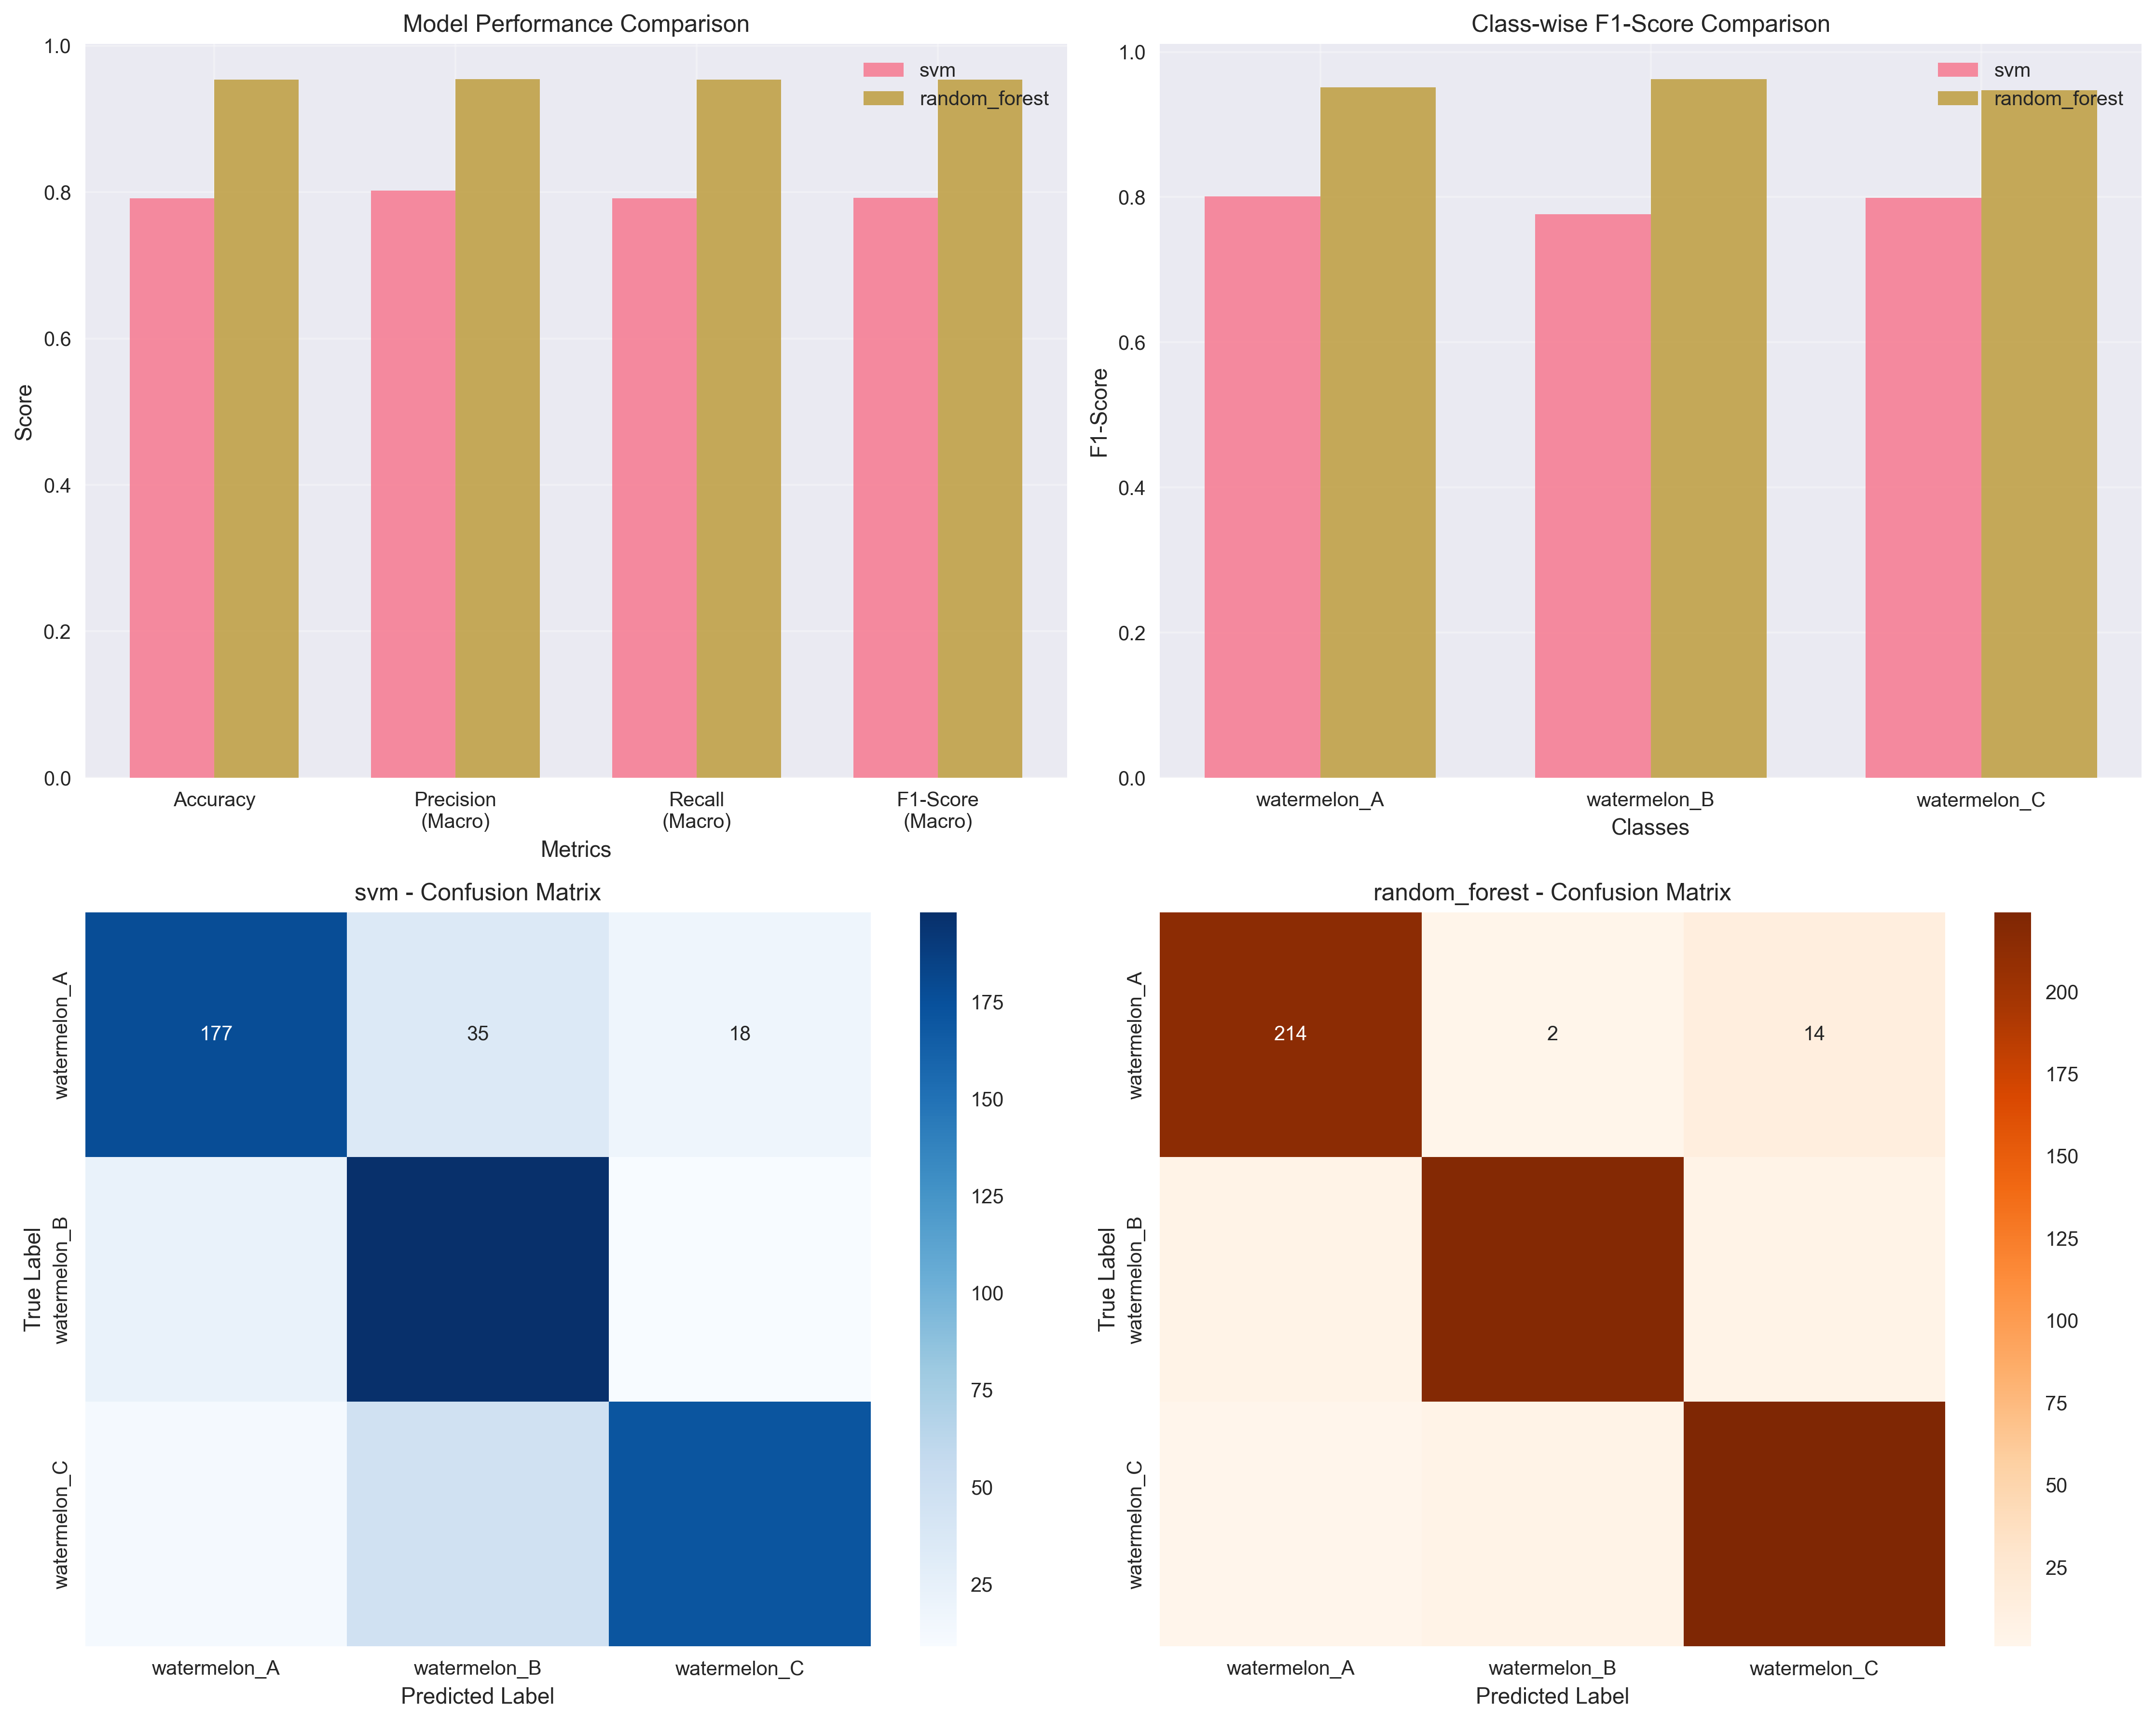 Model Performance Comparison
svm
random_forest
Score
1.0
0.8
0.6
0.4
0.2
0.0
Accuracy
Precision
(Macro)
Recall
(Macro)
F1-Score
(Macro)
Metrics
Class-wise F1-Score Comparison
svm
random_forest
F1-Score
1.0
0.8
0.6
0.4
0.2
0.0
watermelon_A
watermelon_B
watermelon_C
Classes
svm - Confusion Matrix
True Label
watermelon_A
watermelon_B
watermelon_C
177
35
18
watermelon_A
watermelon_B
watermelon_C
Predicted Label
175
150
125
100
75
50
25
random_forest - Confusion Matrix
True Label
watermelon_A
watermelon_B
watermelon_C
214
2
14
watermelon_A
watermelon_B
watermelon_C
Predicted Label
200
175
150
125
100
75
50
25